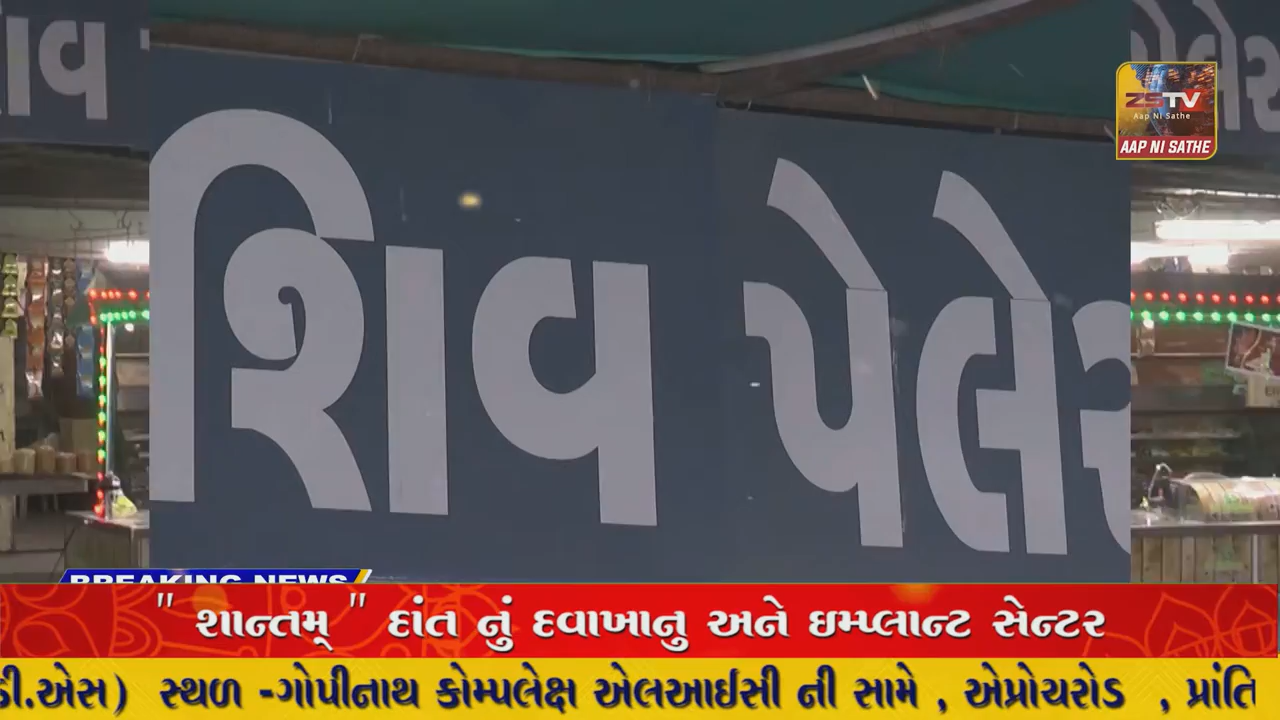 શિવ પેલેસ
ZSTV
Aap Ni Sathe
AAP NI SATHE
BREAKING NEWS
" શાન્તમ્ " દાંત નું દવાખાનુ અને ઇમ્પ્લાન્ટ સેન્ટર
ડી.એસ) સ્થળ -ગોપીનાથ કોમ્પલેક્ષ એલઆઈસી ની સામે , એપ્રોચરોડ , પ્રાંતિ